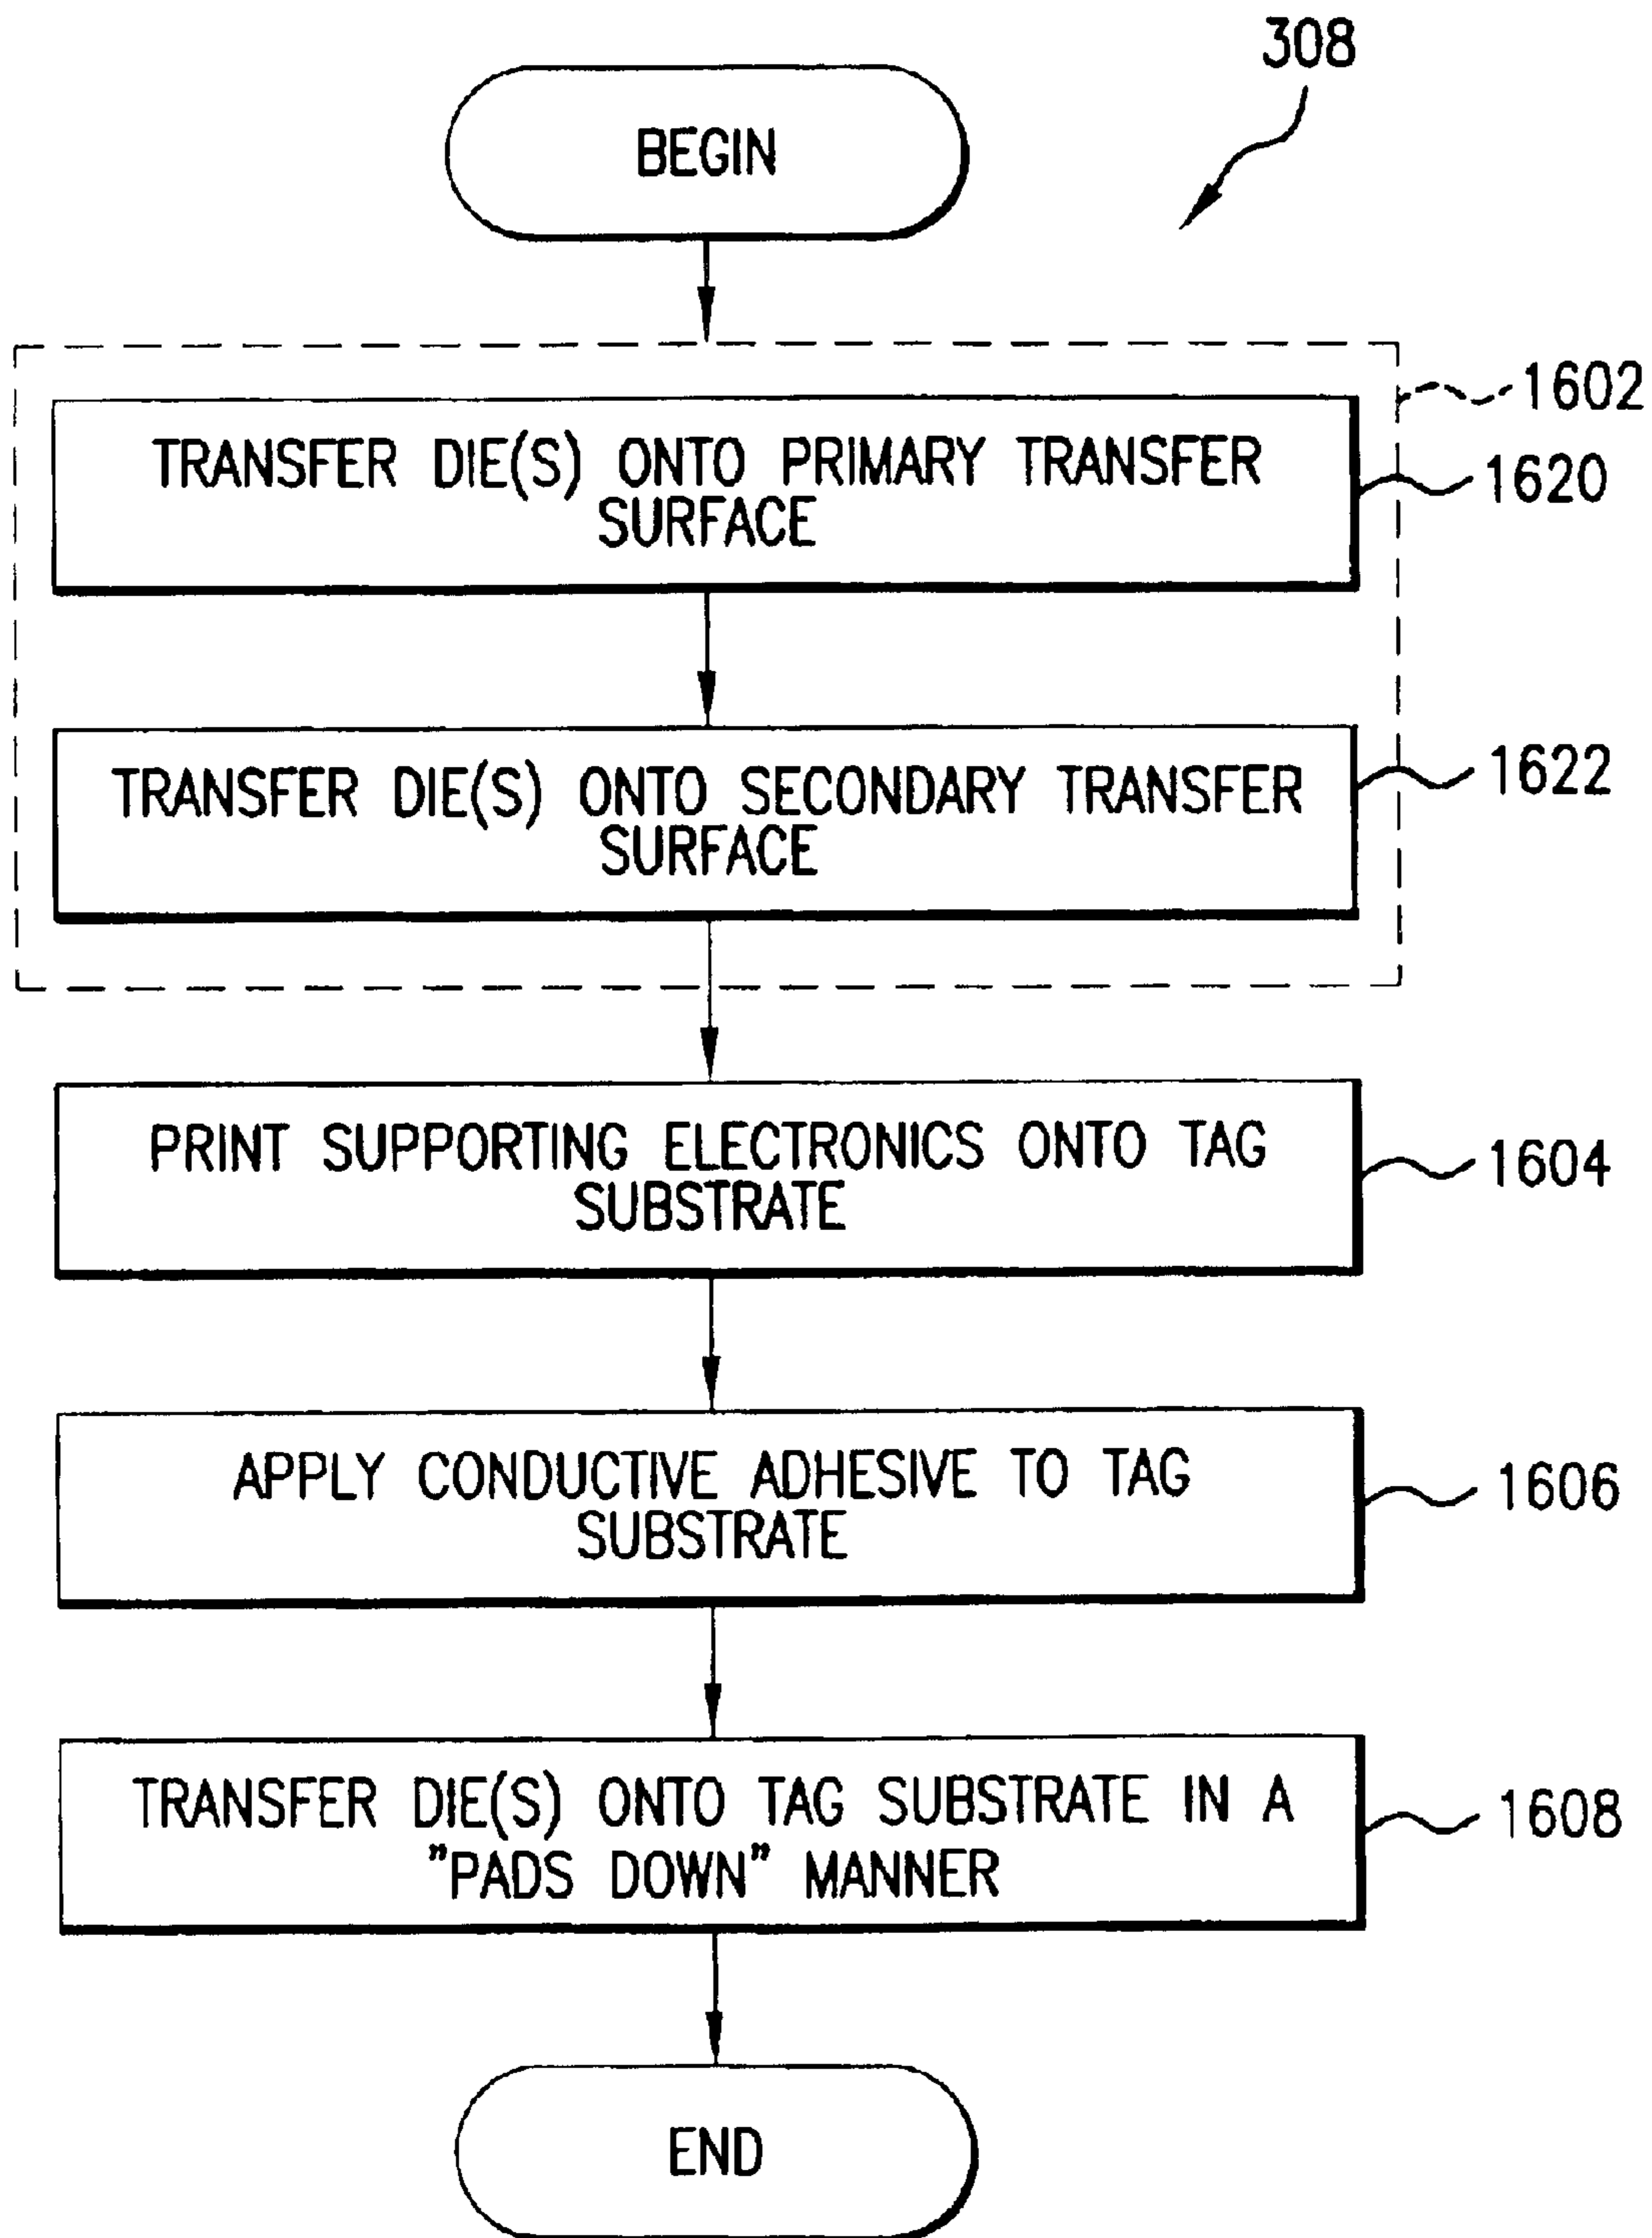 308
BEGIN
1602
TRANSFER DIE(S) ONTO PRIMARY TRANSFER
SURFACE
1620
TRANSFER DIE(S) ONTO SECONDARY TRANSFER
SURFACE
1622
PRINT SUPPORTING ELECTRONICS ONTO TAG
SUBSTRATE
1604
APPLY CONDUCTIVE ADHESIVE TO TAG
SUBSTRATE
1606
TRANSFER DIE(S) ONTO TAG SUBSTRATE IN A
"PADS DOWN" MANNER
1608
END